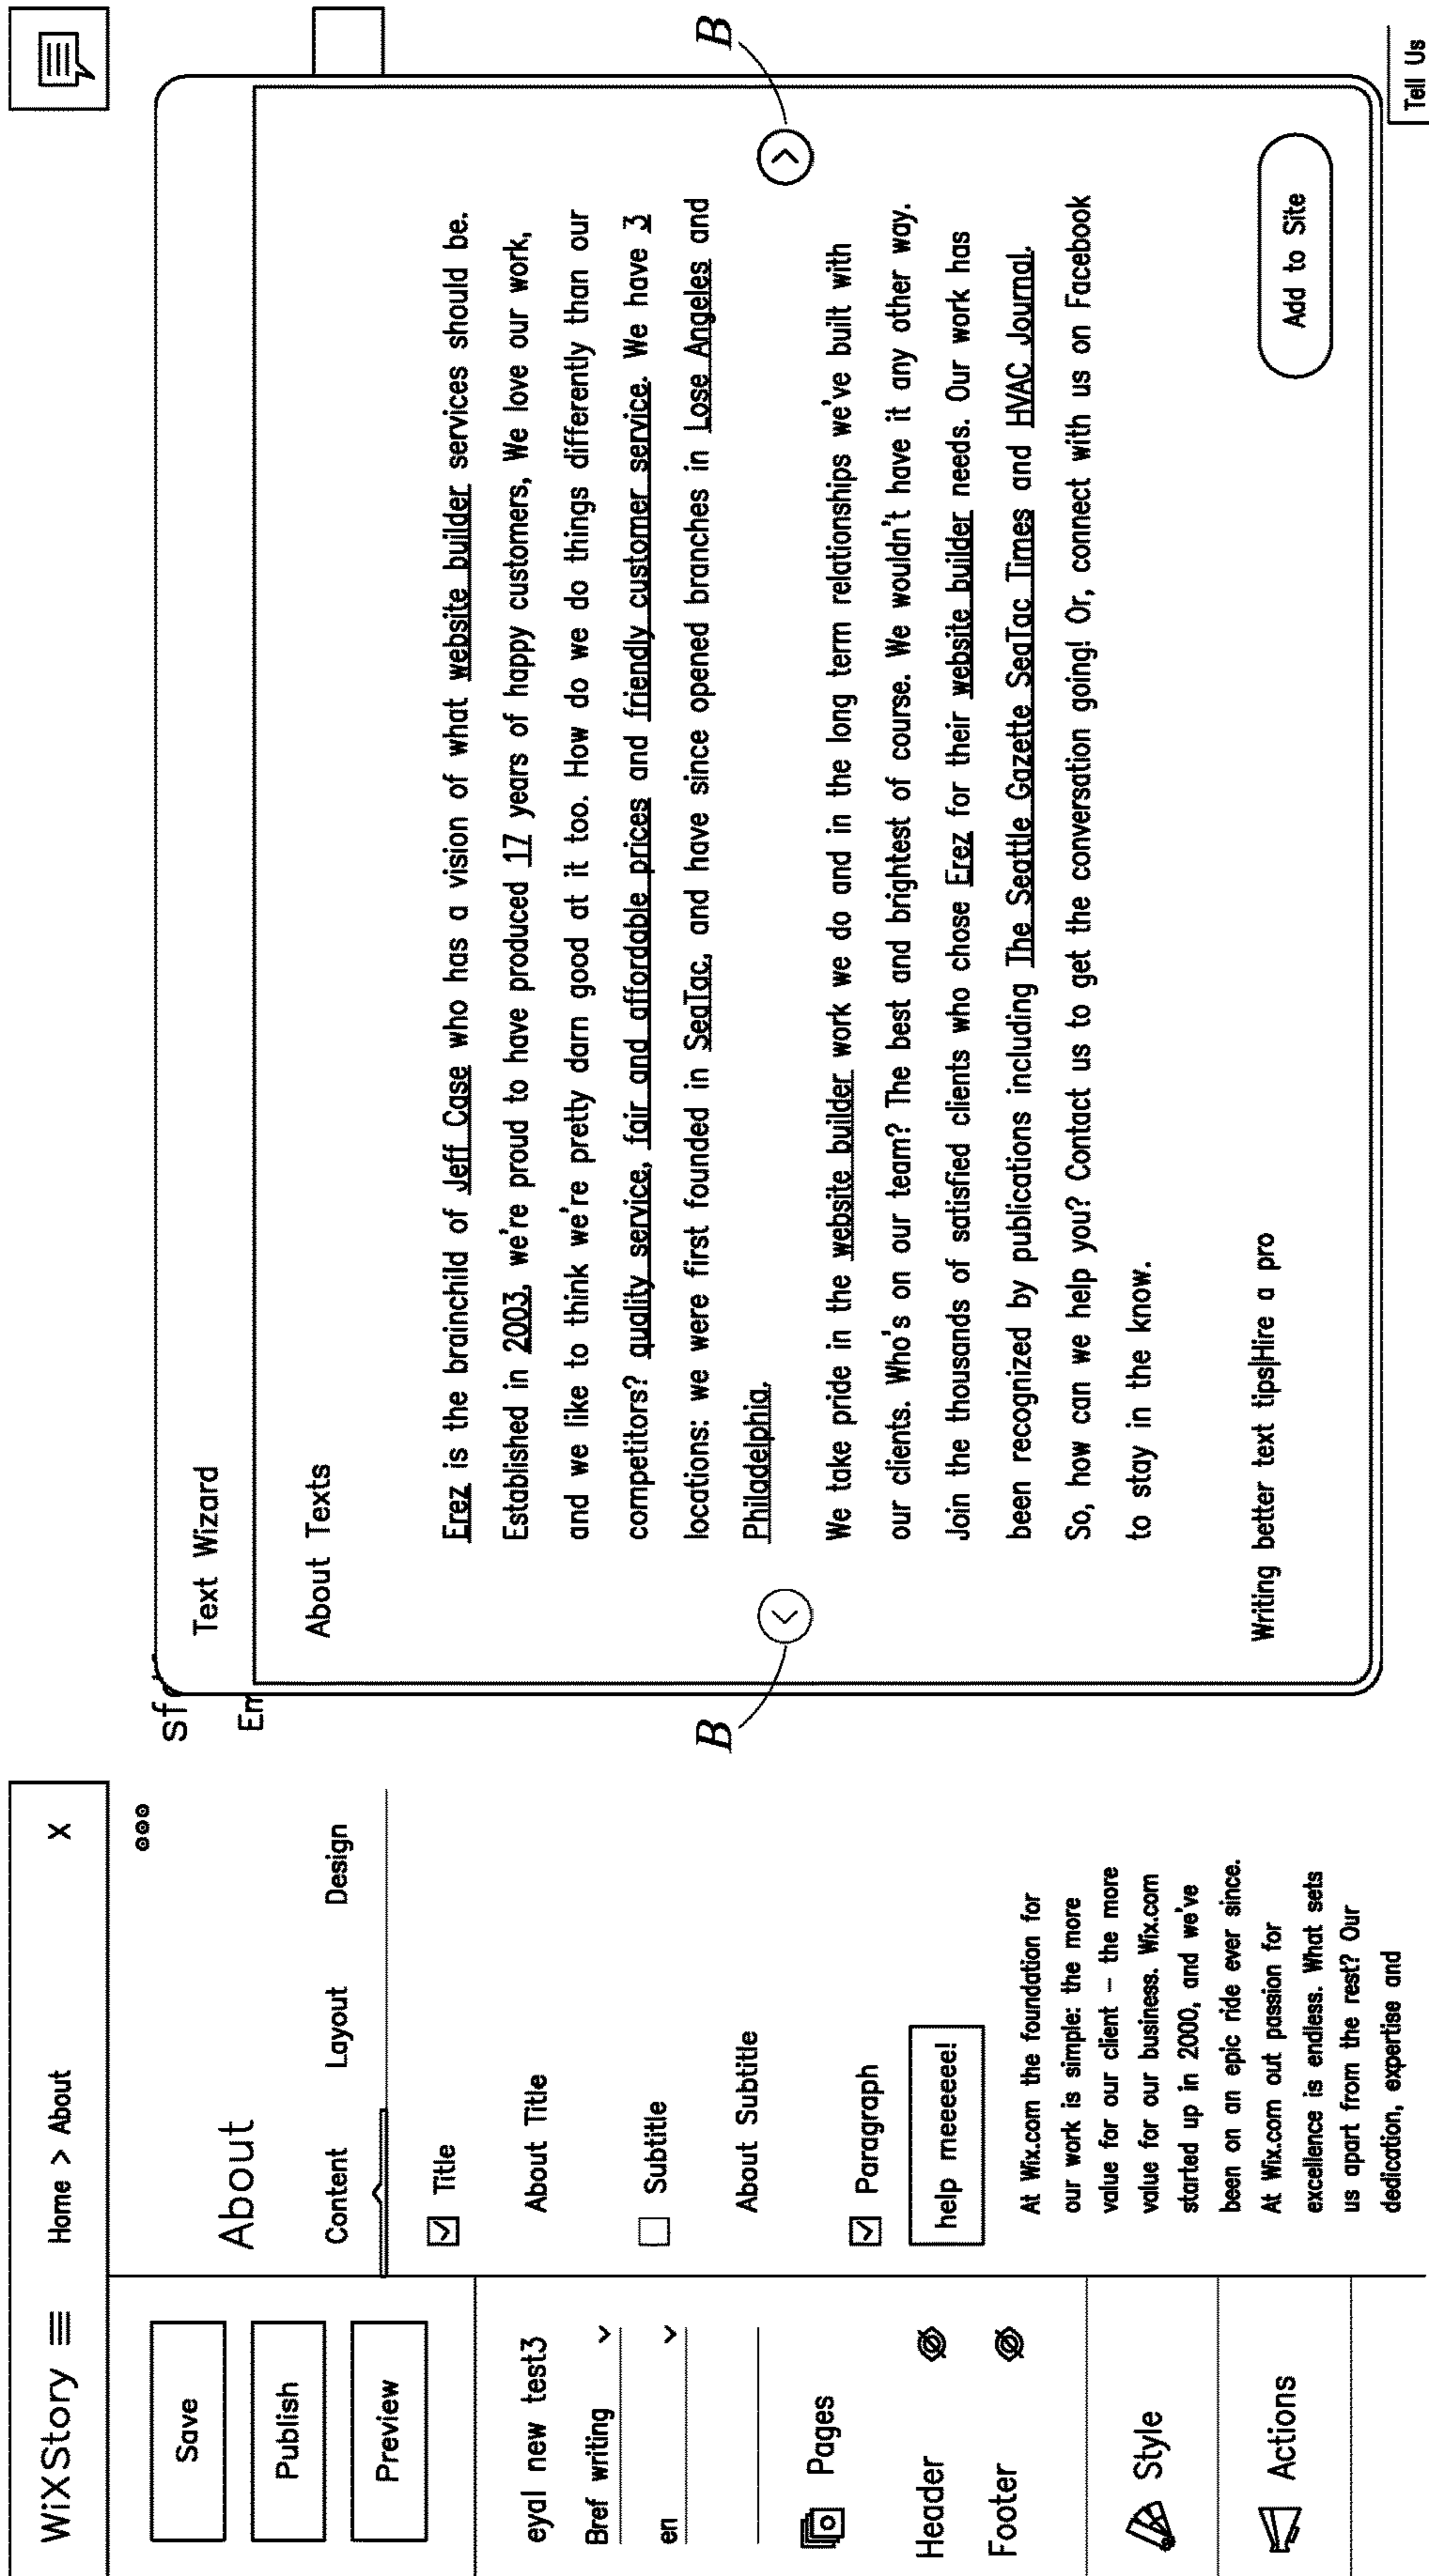 WiXStory
Home > About
X
Save
Publish
Preview
eyal new test3
Bref writing
en
Pages
Header
Footer
Style
Actions
About
Content Layout Design
Title
About Title
Subtitle
About Subtitle
Paragraph
help meeeeee!
At Wix.com the foundation for
our work is simple: the more
value for our client – the more
value for our business. Wix.com
started up in 2000, and we've
been on an epic ride ever since.
At Wix.com out passion for
excellence is endless. What sets
us apart from the rest? Our
dedication, expertise and
Sf
En
Text Wizard
About Texts
Erez is the brainchild of Jeff Case who has a vision of what website builder services should be.
Established in 2003, we're proud to have produced 17 years of happy customers, We love our work,
and we like to think we're pretty darn good at it too. How do we do things differently than our
competitors? quality service, fair and affordable prices and friendly customer service. We have 3
locations: we were first founded in SeaTac, and have since opened branches in Lose Angeles and
Philadelphia.
B
B
We take pride in the website builder work we do and in the long term relationships we've built with
our clients. Who's on our team? The best and brightest of course. We wouldn't have it any other way.
Join the thousands of satisfied clients who chose Erez for their website builder needs. Our work has
been recognized by publications including The Seattle Gazette SeaTac Times and HVAC Journal.
So, how can we help you? Contact us to get the conversation going! Or, connect with us on Facebook
to stay in the know.
Writing better text tips|Hire a pro
Add to Site
Tell Us